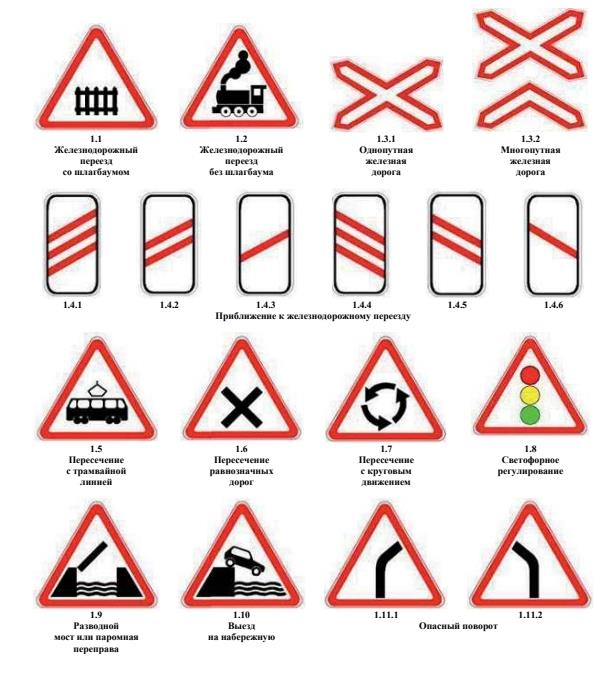 1.1
Железнодорожный
переезд
со шлагбаумом
1.2
Железнодорожный
переезд
без шлагбаума
1.3.1
Однопутная
железная
дорога
1.3.2
Многопутная
железная
дорога
1.4.1 1.4.2 1.4.3 1.4.4 1.4.5 1.4.6
Приближение к железнодорожному переезду
1.5
Пересечение
с трамвайной
линией
1.6
Пересечение
равнозначных
дорог
1.7
Пересечение
с круговым
движением
1.8
Светофорное
регулирование
1.9
Разводной
мост или паромная
переправа
1.10
Выезд
на набережную
1.11.1 1.11.2
Опасный поворот